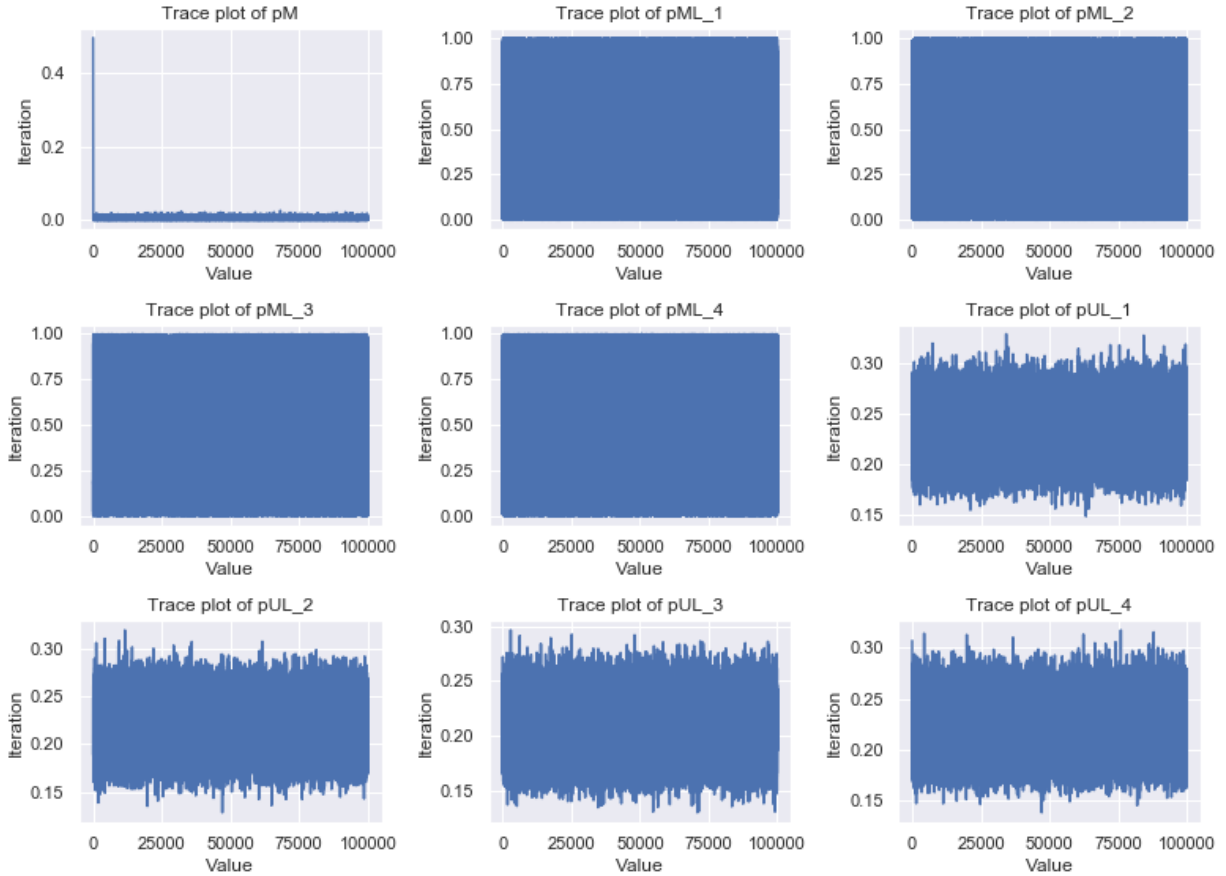 Trace plot of pM
Iteration
0.4
0.2
0.0
0 25000 50000 75000 100000
Value
Trace plot of pML_1
Iteration
1.00
0.75
0.50
0.25
0.00
0 25000 50000 75000 100000
Value
Trace plot of pML_2
Iteration
1.00
0.75
0.50
0.25
0.00
0 25000 50000 75000 100000
Value
Trace plot of pML_3
Iteration
1.00
0.75
0.50
0.25
0.00
0 25000 50000 75000 100000
Value
Trace plot of pML_4
Iteration
1.00
0.75
0.50
0.25
0.00
0 25000 50000 75000 100000
Value
Trace plot of pUL_1
Iteration
0.30
0.25
0.20
0.15
0 25000 50000 75000 100000
Value
Trace plot of pUL_2
Iteration
0.30
0.25
0.20
0.15
0 25000 50000 75000 100000
Value
Trace plot of pUL_3
Iteration
0.30
0.25
0.20
0.15
0 25000 50000 75000 100000
Value
Trace plot of pUL_4
Iteration
0.30
0.25
0.20
0.15
0 25000 50000 75000 100000
Value